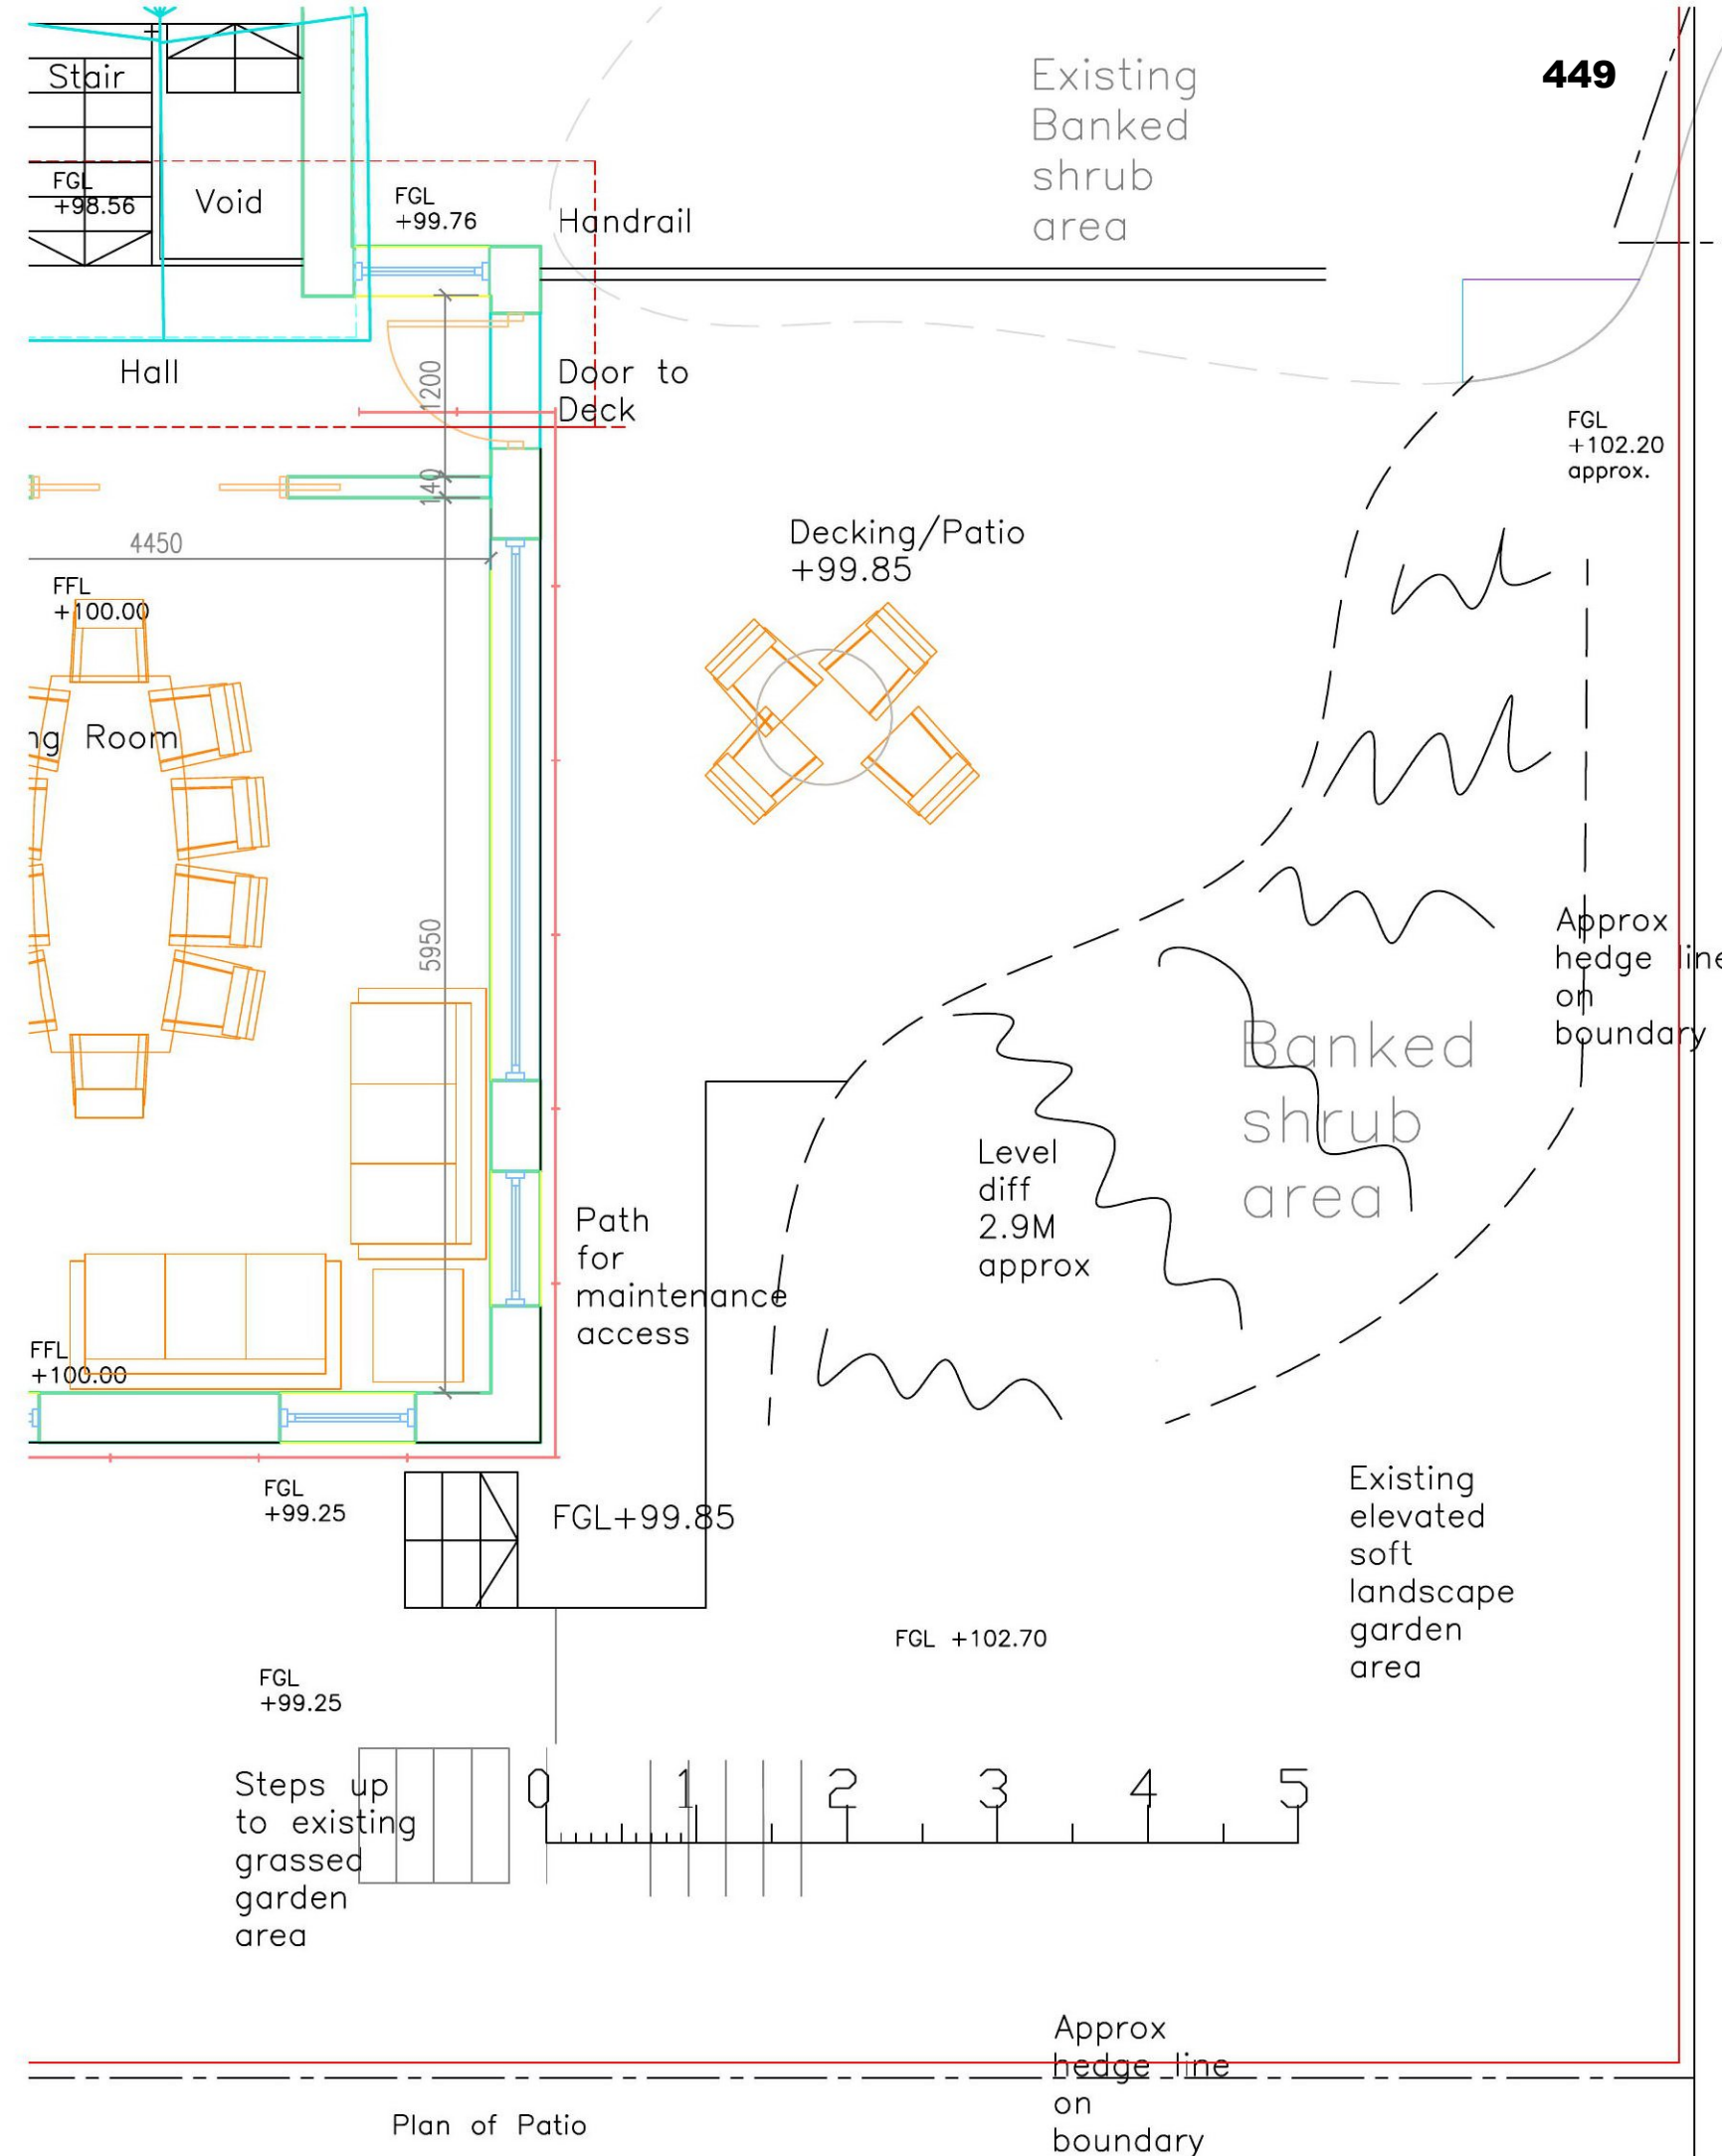 449
Stair
Existing
Banked
shrub
area
FGL
+98.56
Void
FGL
+99.76
Handrail
Hall
Door to
Deck
1200
FGL
+102.20
approx.
140
4450
Decking/Patio
+99.85
FFL
+100.00
ng Room
5950
Approx
hedge line
on
boundary
Banked
shrub
area
Level
diff
2.9M
approx
Path
for
maintenance
access
FFL
+100.00
FGL
+99.25
FGL+99.85
Existing
elevated
soft
landscape
garden
area
FGL +102.70
FGL
+99.25
Steps up
to existing
grassed
garden
area
0 1 2 3 4 5
Approx
hedge line
on
boundary
Plan of Patio